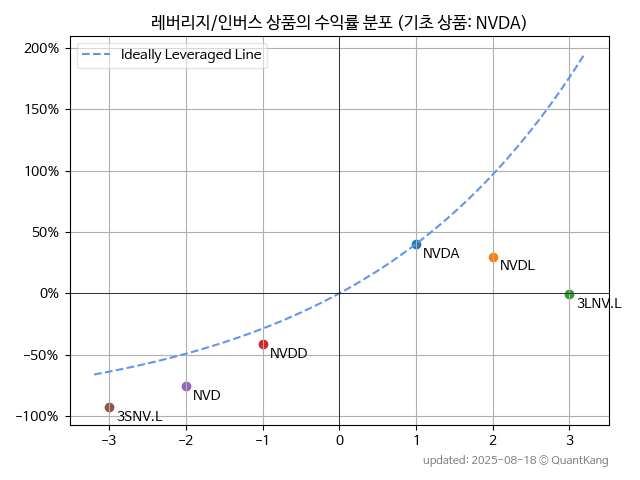 레버리지/인버스 상품의 수익률 분포 (기초 상품: NVDA)
200%
150%
100%
50%
0%
−50%
−100%
Ideally Leveraged Line
NVDA
NVDL
3LNV.L
NVDD
NVD
3SNV.L
−3
−2
−1
0
1
2
3
updated: 2025-08-18 © QuantKang